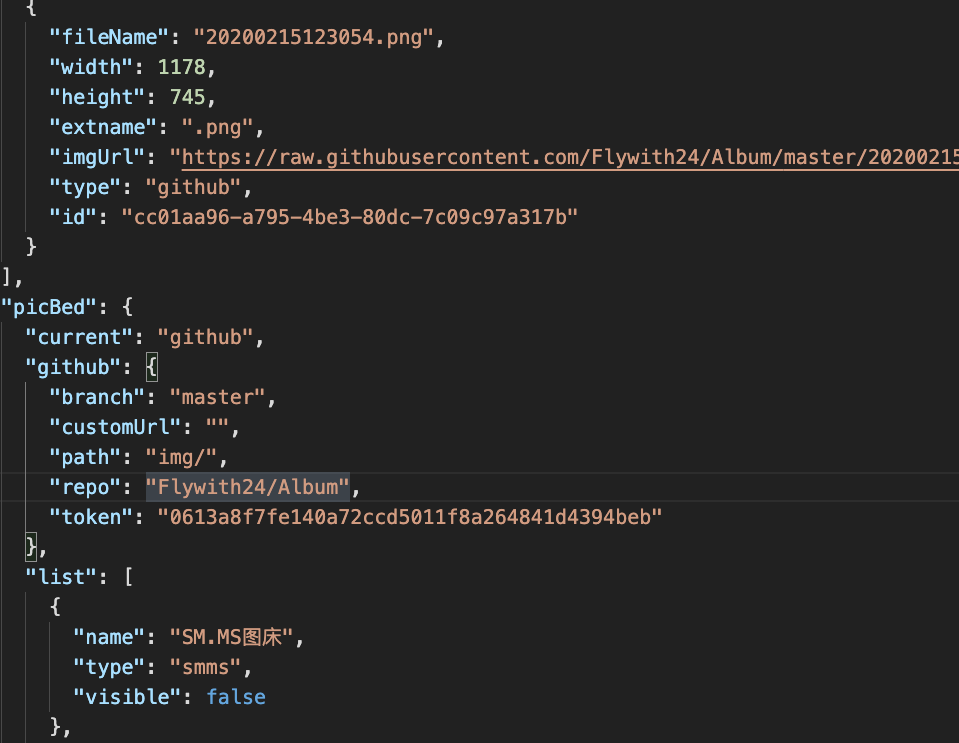 {
"fileName": "20200215123054.png",
"width": 1178,
"height": 745,
"extname": ".png",
"imgUrl": "https://raw.githubusercontent.com/Flywith24/Album/master/20200215
"type": "github",
"id": "cc01aa96-a795-4be3-80dc-7c09c97a317b"
}
],
"picBed": {
"current": "github",
"github": {
"branch": "master",
"customUrl": "",
"path": "img/",
"repo": "Flywith24/Album",
"token": "0613a8f7fe140a72ccd5011f8a264841d4394beb"
},
"list": [
{
"name": "SM.MS图床",
"type": "smms",
"visible": false
},